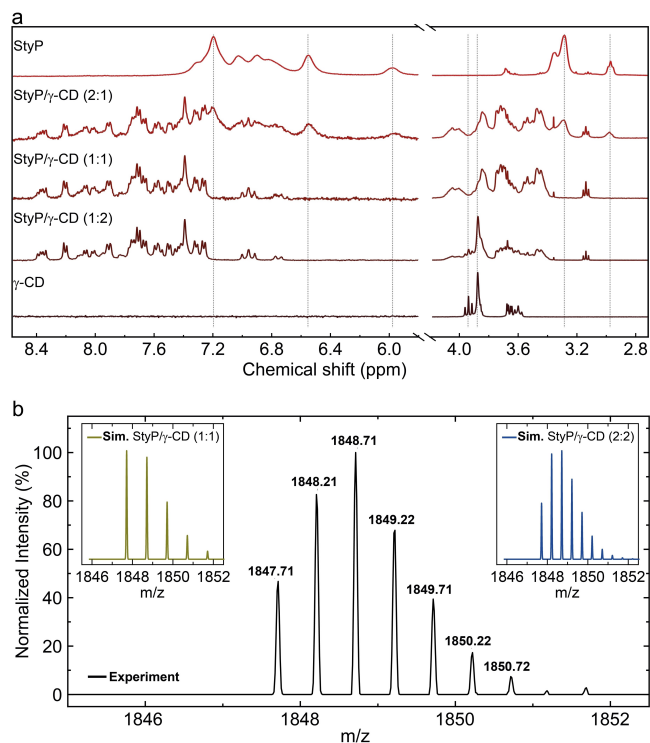 a
StyP
StyP/γ-CD (2:1)
StyP/γ-CD (1:1)
StyP/γ-CD (1:2)
γ-CD
8.4 8.0 7.6 7.2 6.8 6.4 6.0 4.0 3.6 3.2 2.8
Chemical shift (ppm)
b
Normalized Intensity (%)
100
80
60
40
20
0
Sim. StyP/γ-CD (1:1)
1846 1848 1850 1852
m/z
Sim. StyP/γ-CD (2:2)
1846 1848 1850 1852
m/z
1848.71
1848.21
1849.22
1847.71
1849.71
1850.22
1850.72
Experiment
1846 1848 1850 1852
m/z